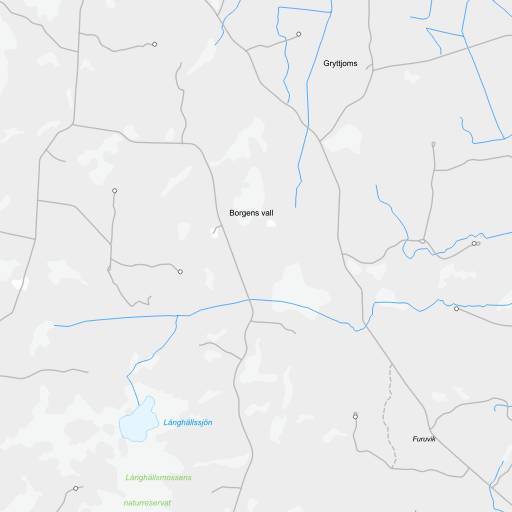 Gryttjoms
Borgens vall
Långhällssjön
Furuvik
Långhällsmossens
naturreservat